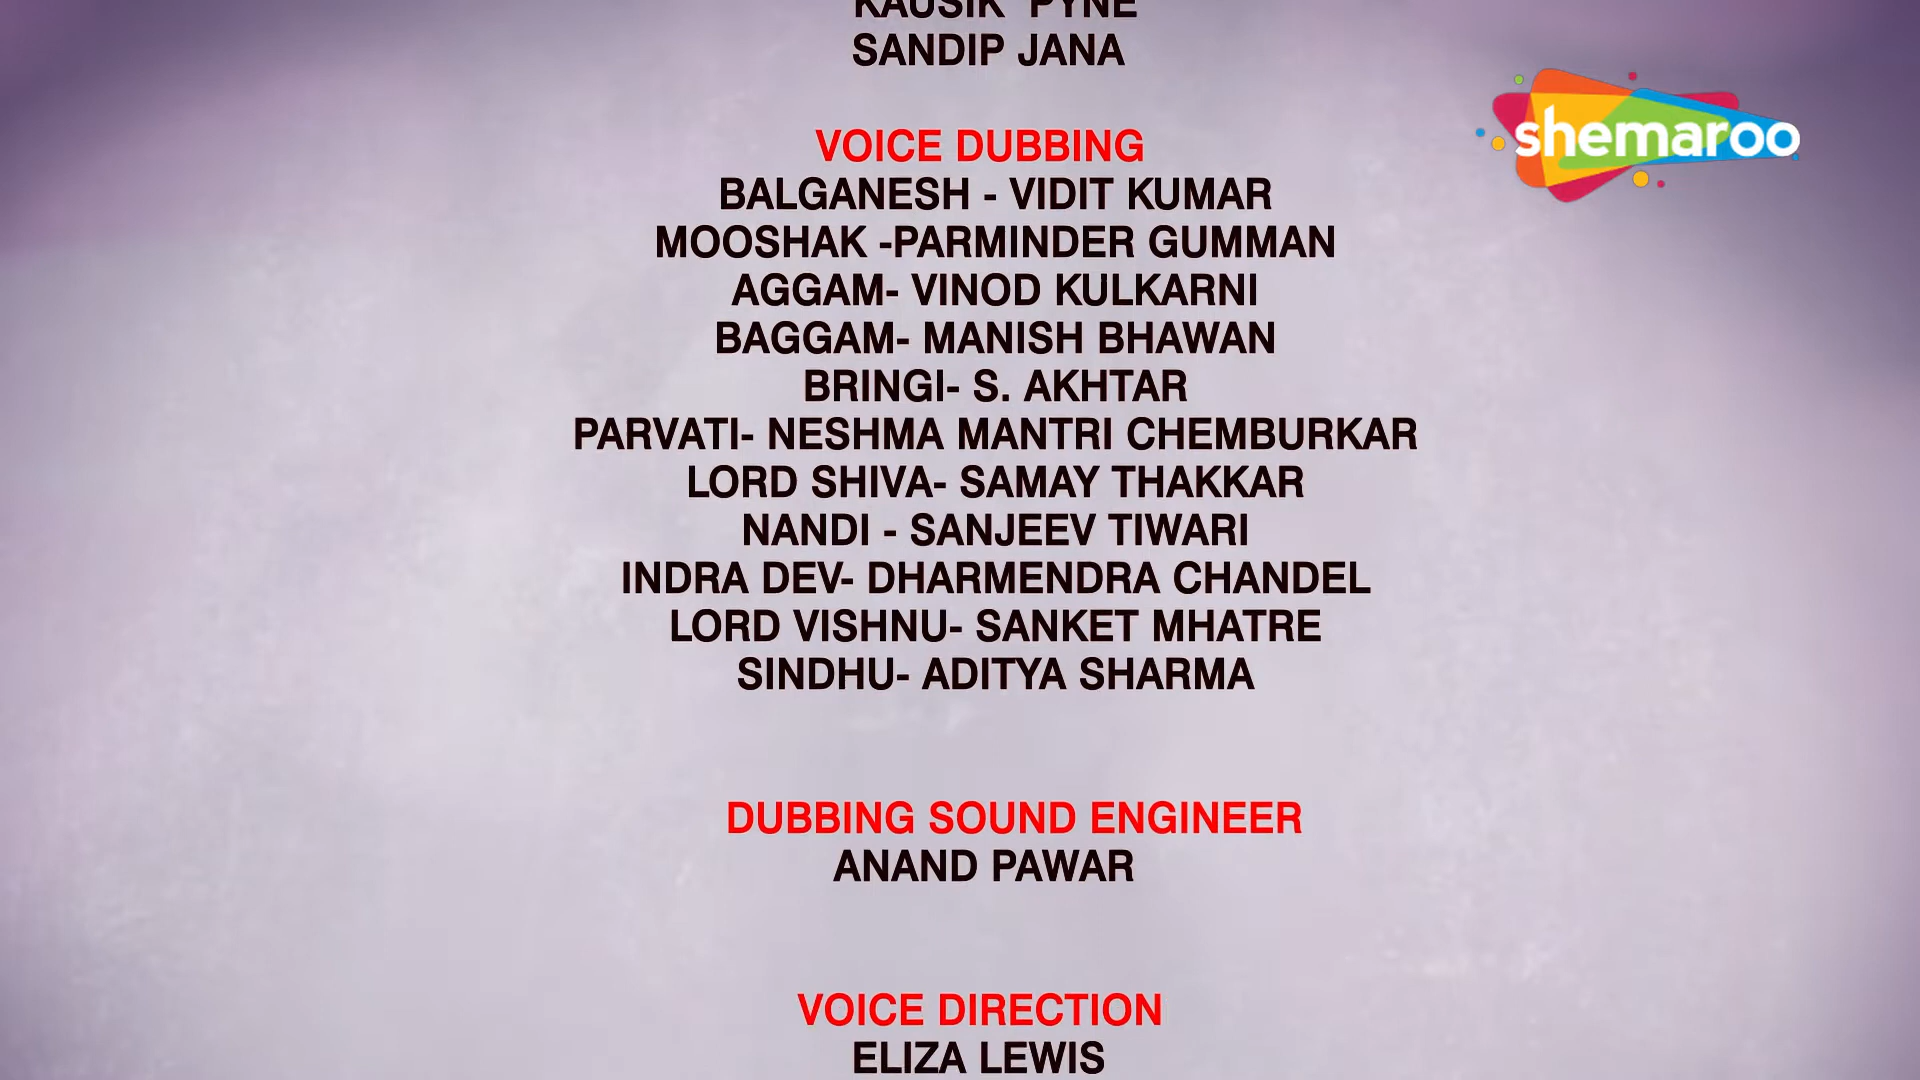 KAUSIK PYNE
SANDIP JANA
shemaroo
VOICE DUBBING
BALGANESH - VIDIT KUMAR
MOOSHAK -PARMINDER GUMMAN
AGGAM- VINOD KULKARNI
BAGGAM- MANISH BHAWAN
BRINGI- S. AKHTAR
PARVATI- NESHMA MANTRI CHEMBURKAR
LORD SHIVA- SAMAY THAKKAR
NANDI - SANJEEV TIWARI
INDRA DEV- DHARMENDRA CHANDEL
LORD VISHNU- SANKET MHATRE
SINDHU- ADITYA SHARMA
DUBBING SOUND ENGINEER
ANAND PAWAR
VOICE DIRECTION
ELIZA LEWIS